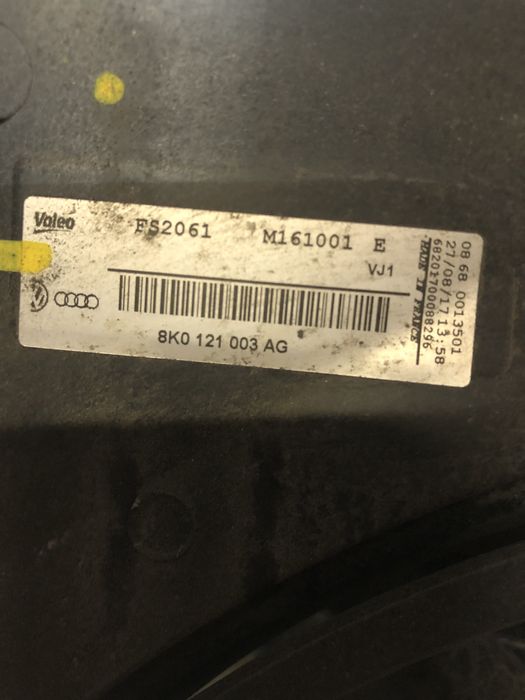 Valeo FS2061 M161001 E
VJ1
8K0 121 003 AG
08 68 0013501
27/08/17 13:58
68201700088296
MADE IN FRANCE